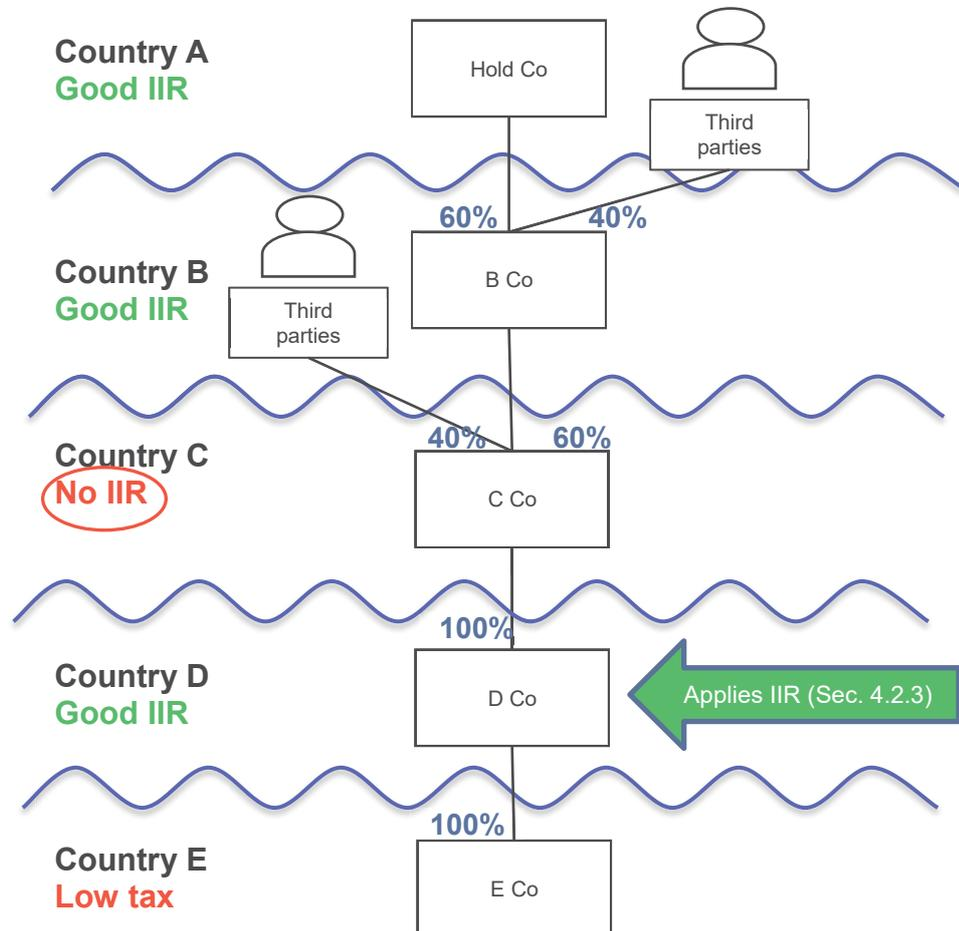 Country A
Good IIR
Hold Co
Third
parties
60%
40%
Country B
Good IIR
B Co
Third
parties
40%
60%
Country C
No IIR
C Co
100%
Country D
Good IIR
D Co
Applies IIR (Sec. 4.2.3)
100%
Country E
Low tax
E Co